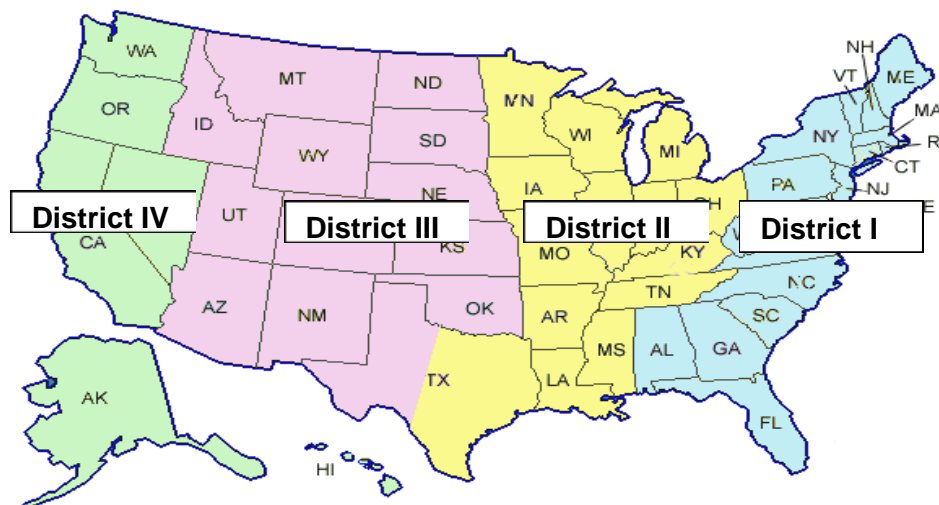 NH
WA
MT
ND
VT
ME
MN
OR
MA
ID
WI
NY
R
SD
MI
WY
CT
PA
IA
NE
NJ
OH
E
District IV
District III
District II
District I
UT
CA
KS
MO
KY
W
TN
NC
AZ
NM
OK
AR
SC
MS
AL
GA
TX
LA
AK
FL
HI